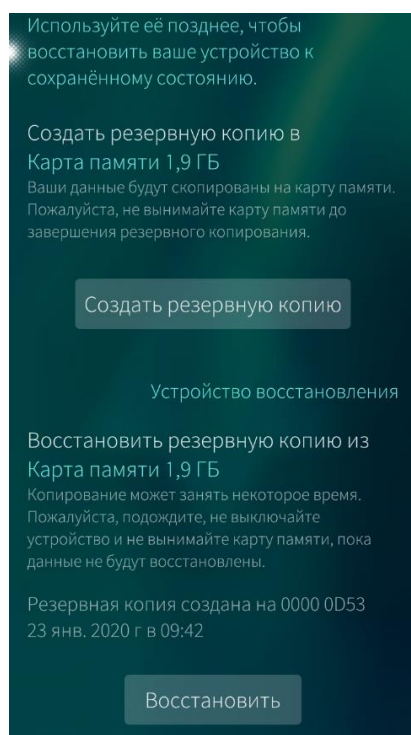 Используйте её позднее, чтобы
восстановить ваше устройство к
сохранённому состоянию.
Создать резервную копию в
Карта памяти 1,9 ГБ
Ваши данные будут скопированы на карту памяти.
Пожалуйста, не вынимайте карту памяти до
завершения резервного копирования.
Создать резервную копию
Устройство восстановления
Восстановить резервную копию из
Карта памяти 1,9 ГБ
Копирование может занять некоторое время.
Пожалуйста, подождите, не выключайте
устройство и не вынимайте карту памяти, пока
данные не будут восстановлены.
Резервная копия создана на 0000 0D53
23 янв. 2020 г в 09:42
Восстановить